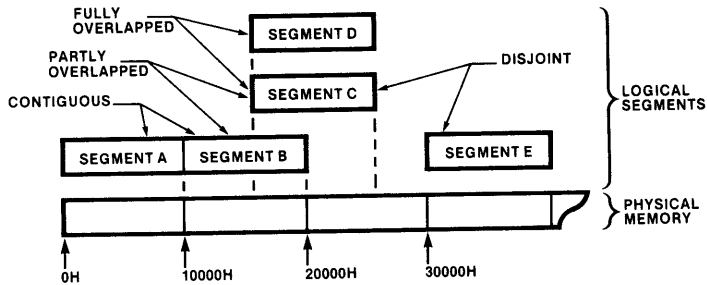 FULLY
OVERLAPPED
SEGMENT D
PARTLY
OVERLAPPED
DISJOINT
SEGMENT C
CONTIGUOUS
LOGICAL
SEGMENTS
SEGMENT A
SEGMENT B
SEGMENT E
PHYSICAL
MEMORY
0H
10000H
20000H
30000H